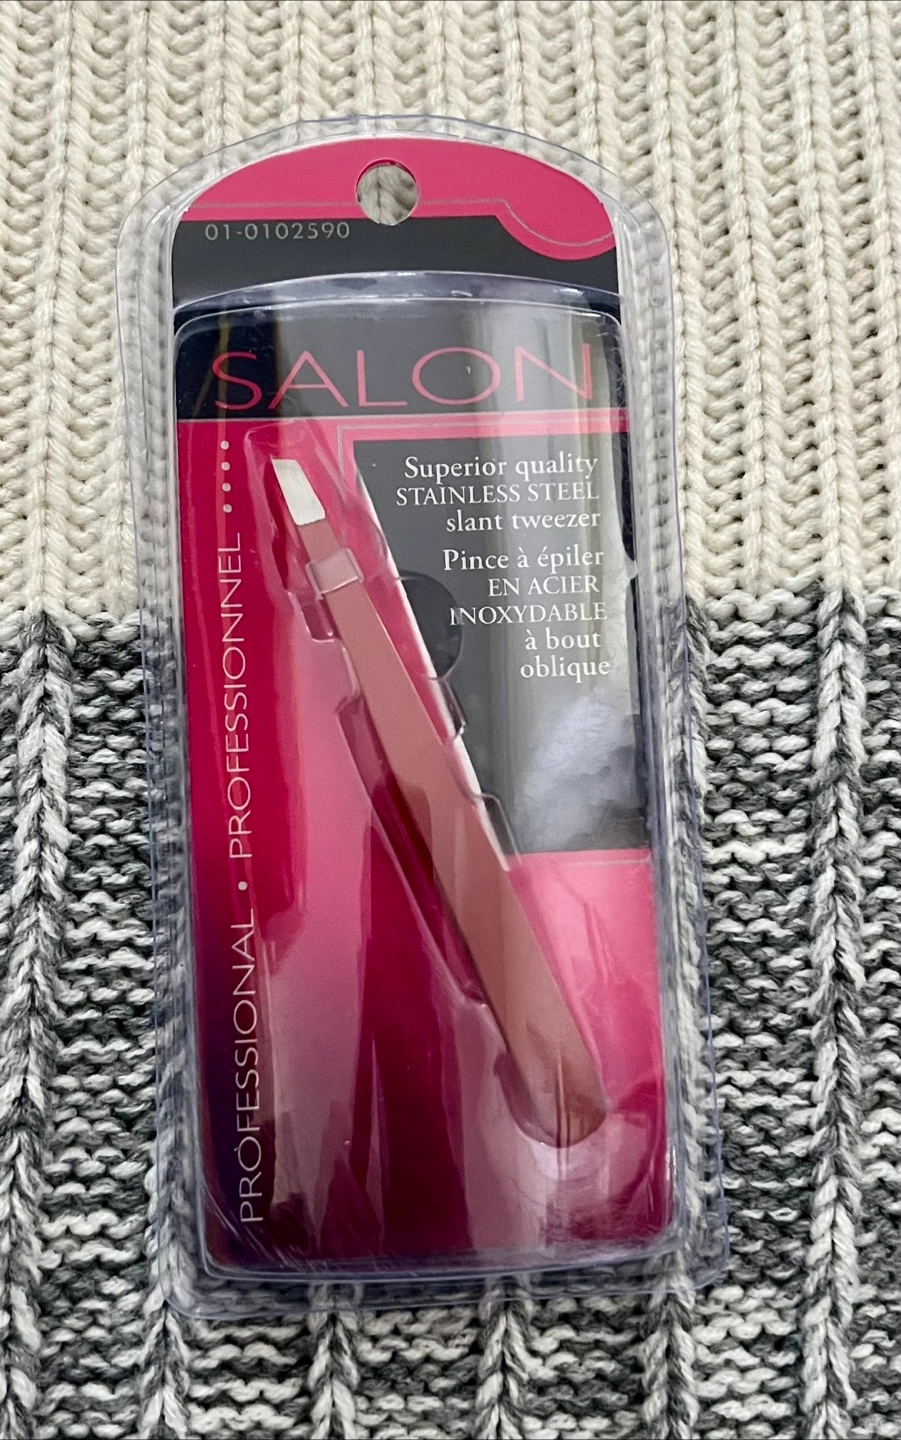 01-0102590
SALON
Superior quality
STAINLESS STEEL
slant tweezer
Pince à épiler
EN ACIER
INOXYDABLE
à bout
oblique
PROFESSIONAL • PROFESSIONNEL •••••